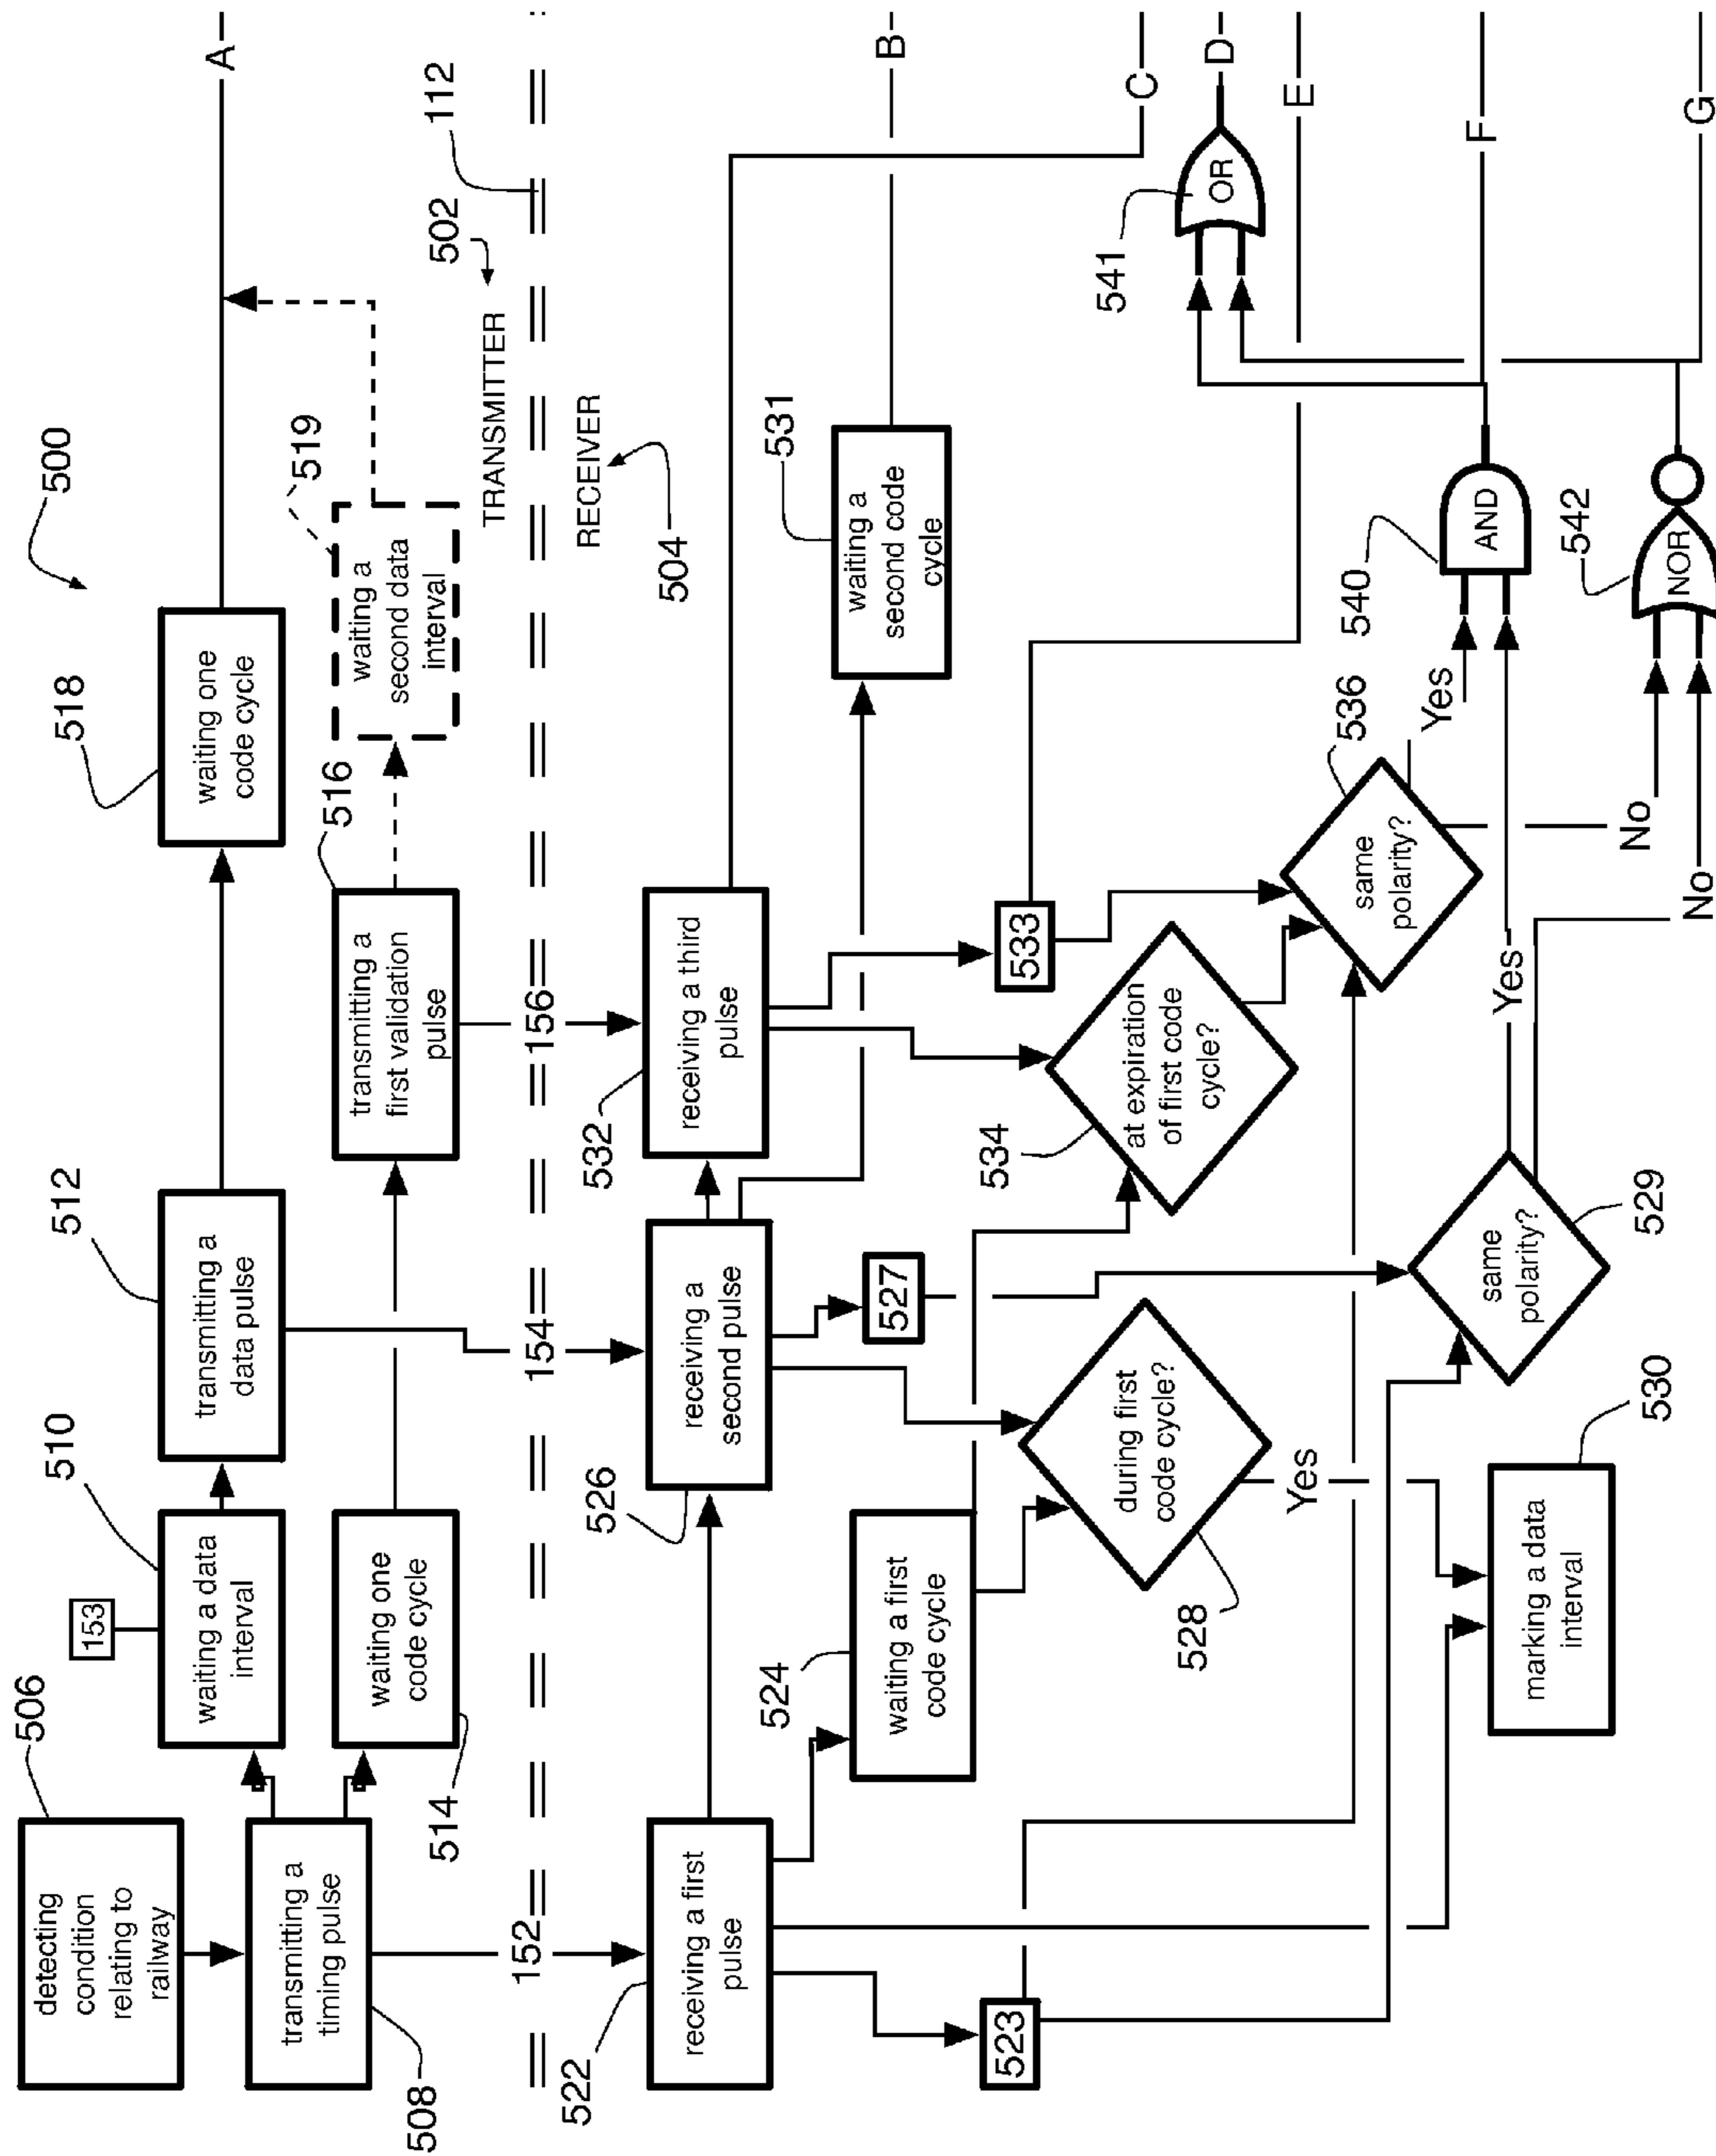 500
506
detecting
condition
relating to
railway
153
510
waiting a data
interval
512
transmitting a
data pulse
518
waiting one
code cycle
A
508
transmitting a
timing pulse
514
waiting one
code cycle
516
transmitting a
first validation
pulse
519
waiting a
second data
interval
TRANSMITTER
502
112
152
154
156
RECEIVER
504
522
receiving a first
pulse
526
receiving a
second pulse
532
receiving a third
pulse
531
waiting a
second code
cycle
B
524
waiting a first
code cycle
527
533
C
523
528
during first
code cycle?
534
at expiration
of first code
cycle?
541
OR
D
E
Yes
536
same
polarity?
Yes
540
AND
F
530
marking a data
interval
529
same
polarity?
Yes
No
No
542
NOR
G